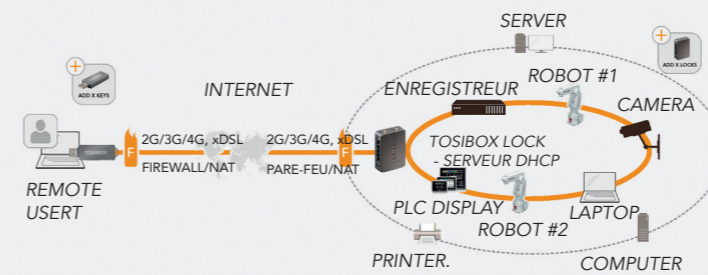 SERVER
ADD X KEYS
ADD X LOCKS
INTERNET
ENREGISTREUR
ROBOT #1
CAMERA
TOSIBOX
F
2G/3G/4G, xDSL
2G/3G/4G, xDSL
F
FIREWALL/NAT
PARE-FEU/NAT
TOSIBOX LOCK
- SERVEUR DHCP
REMOTE
USERT
PLC DISPLAY
ROBOT #2
LAPTOP
PRINTER.
COMPUTER